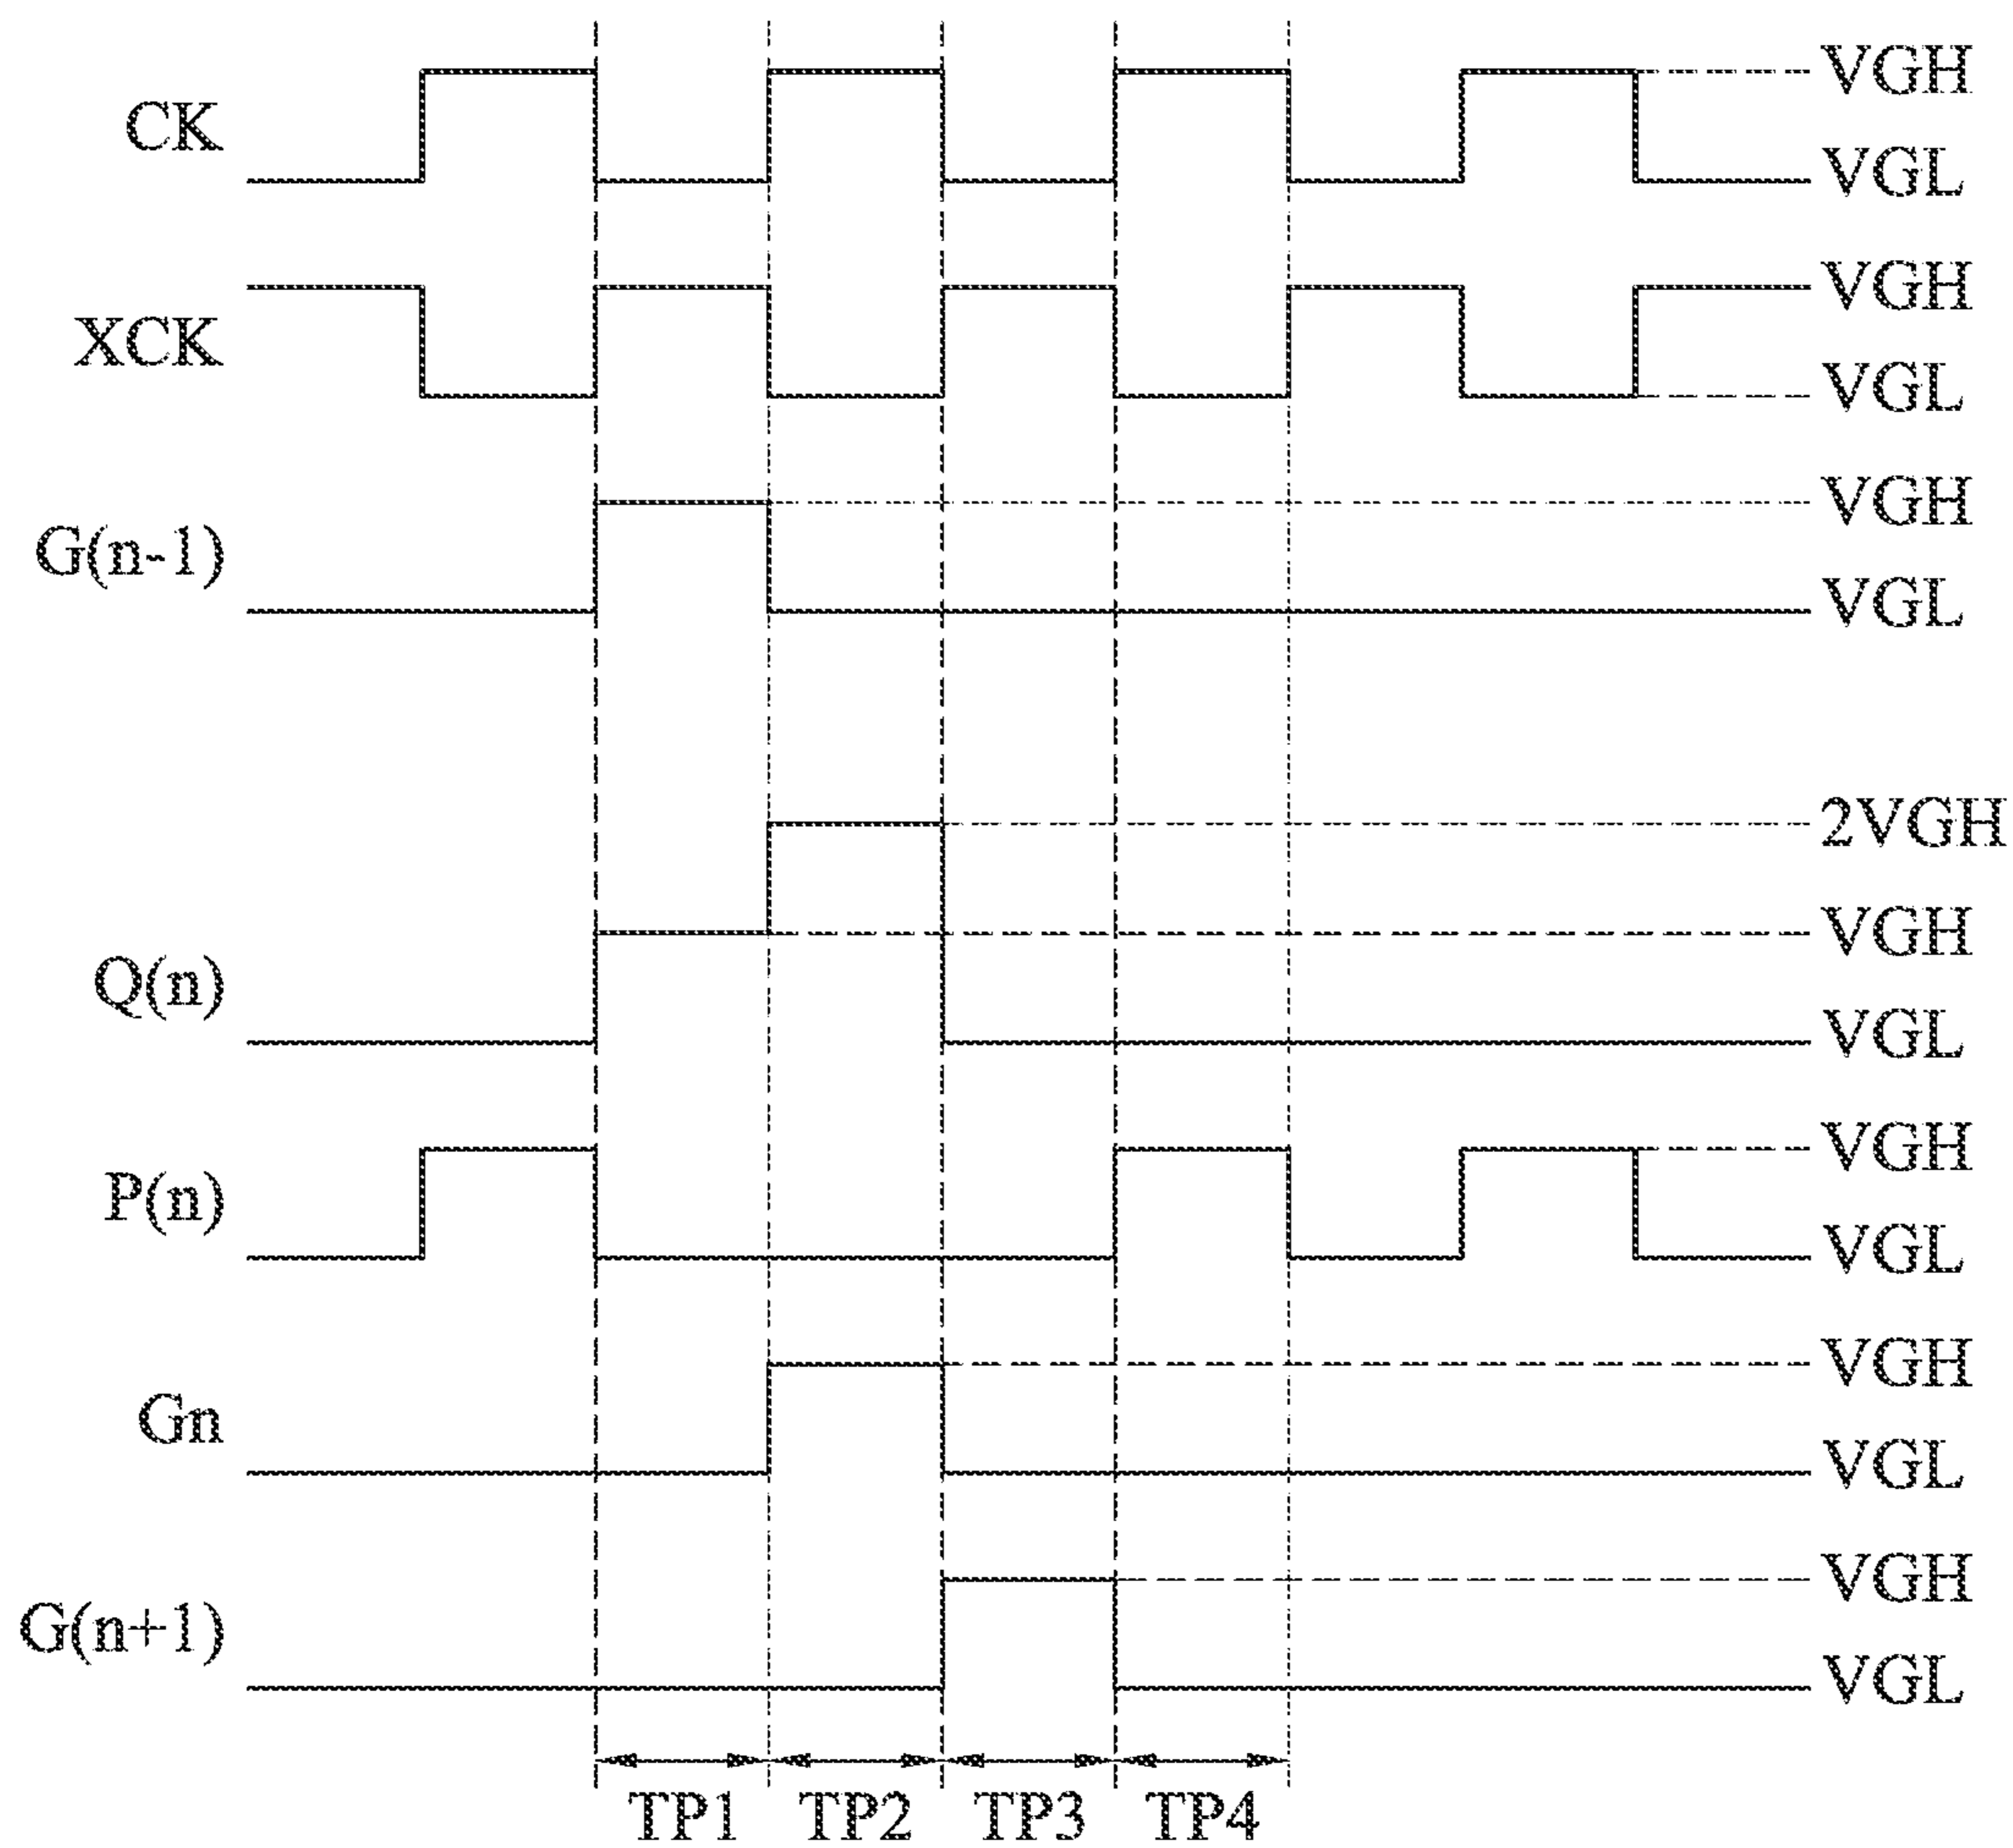 CK
VGH
VGL
XCK
VGH
VGL
G(n-1)
VGH
VGL
Q(n)
2VGH
VGH
VGL
P(n)
VGH
VGL
Gn
VGH
VGL
G(n+1)
VGH
VGL
TP1 TP2 TP3 TP4